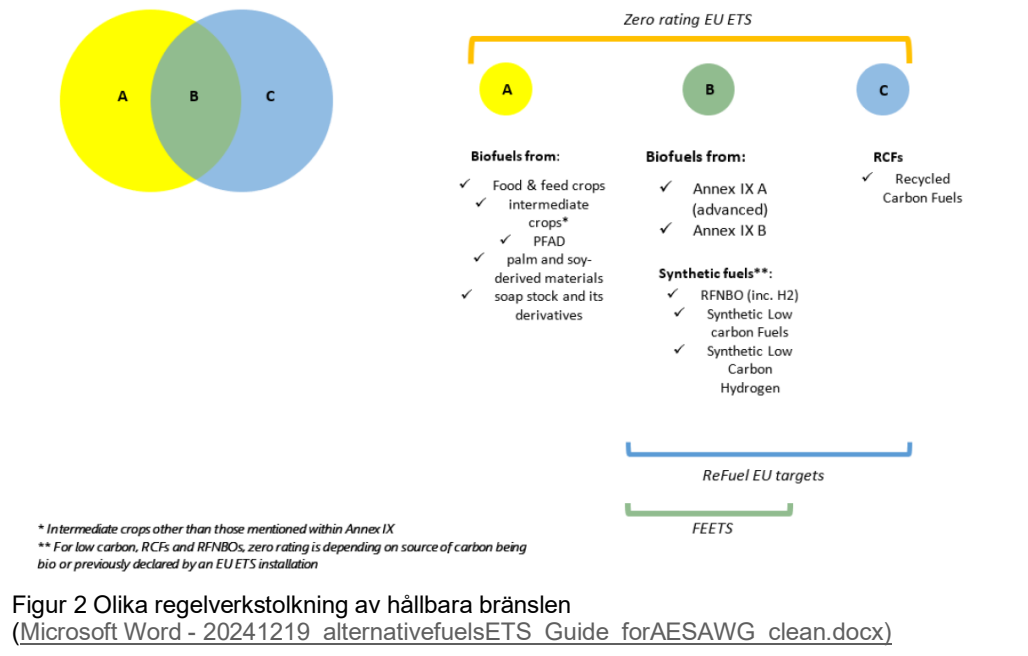 A
B
C
Zero rating EU ETS
A
B
C
Biofuels from:
✓ Food & feed crops
✓ intermediate
crops*
✓ PFAD
✓ palm and soy-
derived materials
✓ soap stock and its
derivatives
Biofuels from:
✓ Annex IX A
(advanced)
✓ Annex IX B
Synthetic fuels**:
✓ RFNBO (inc. H2)
✓ Synthetic Low
carbon Fuels
✓ Synthetic Low
Carbon
Hydrogen
RCFs
✓ Recycled
Carbon Fuels
ReFuel EU targets
FEETS
* Intermediate crops other than those mentioned within Annex IX
** For low carbon, RCFs and RFNBOs, zero rating is depending on source of carbon being
bio or previously declared by an EU ETS installation
Figur 2 Olika regelverkstolkning av hållbara bränslen
(Microsoft Word - 20241219_alternativefuelsETS_Guide_forAESAWG_clean.docx)